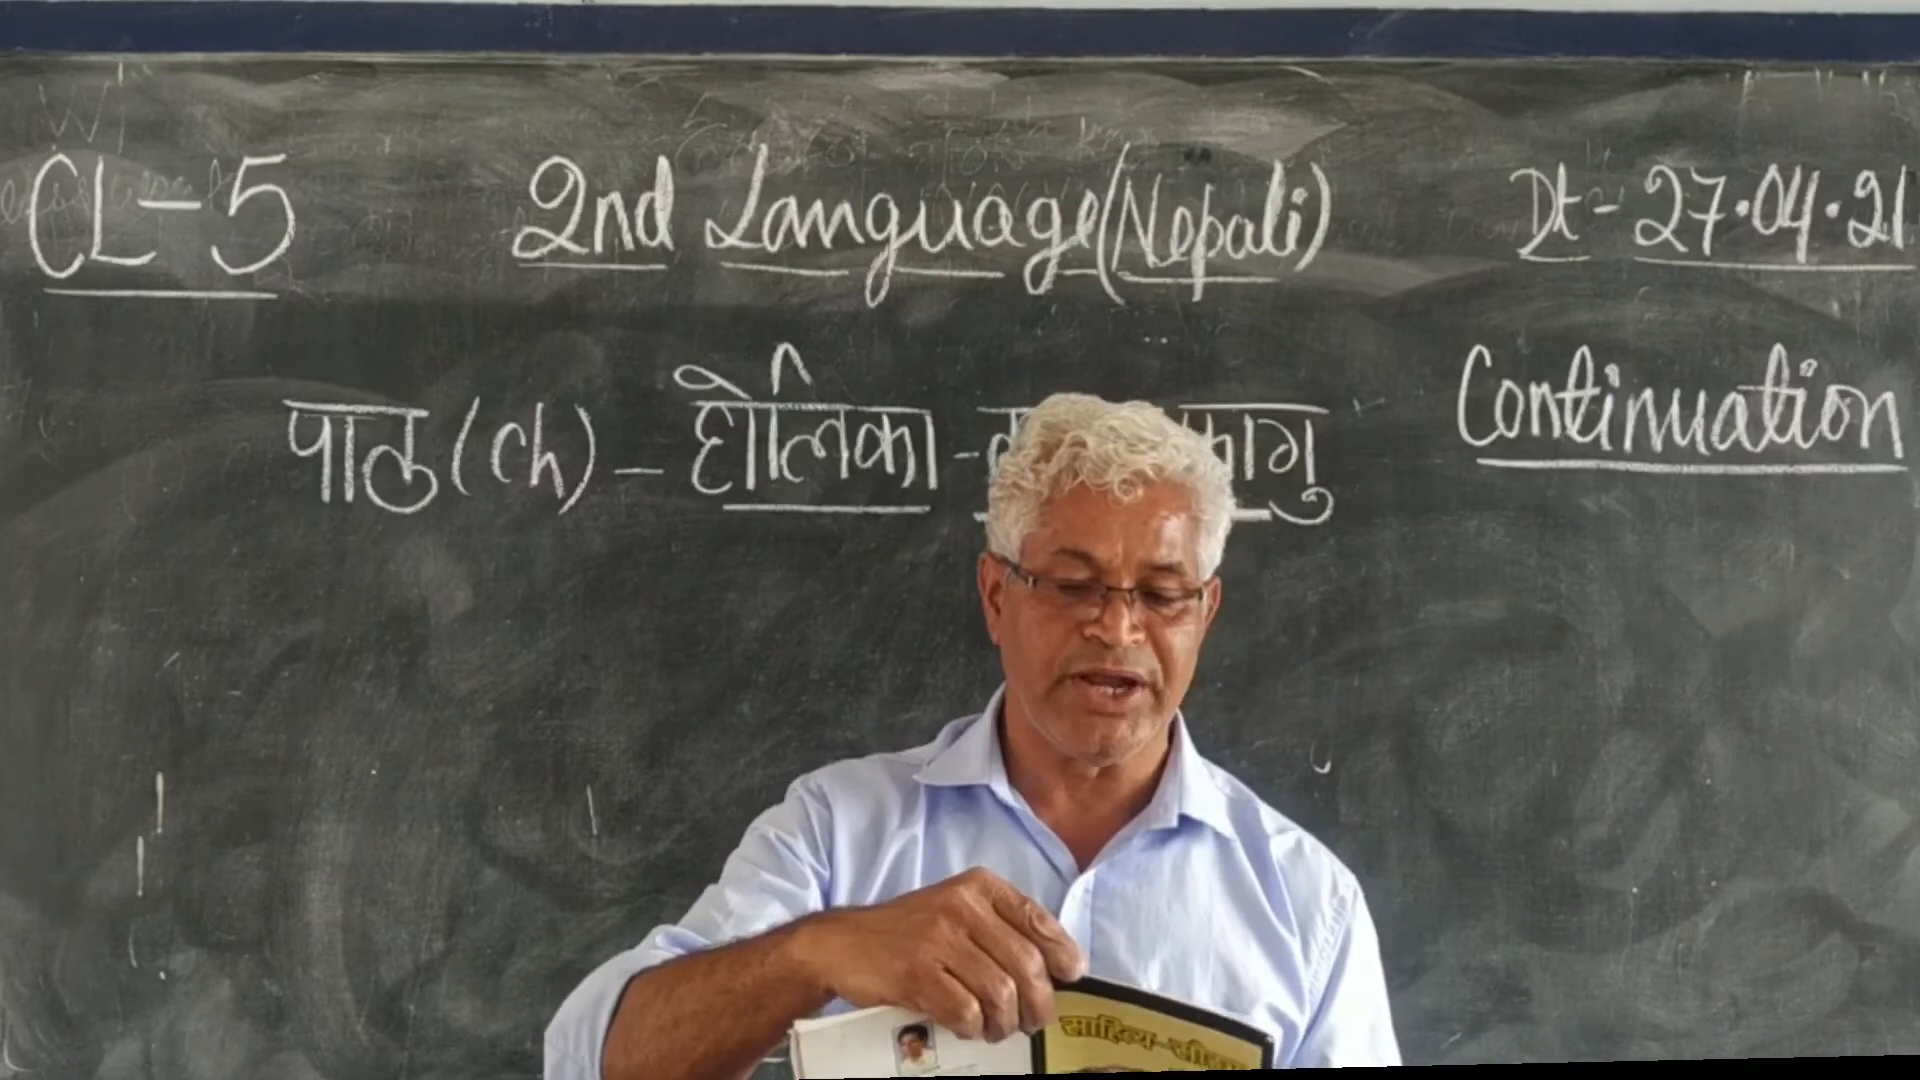 CL-5 2nd Language (Nepali) Dt- 27.04.21
पाठ (ch) - होलिका - फागु
Continuation
साहित्य